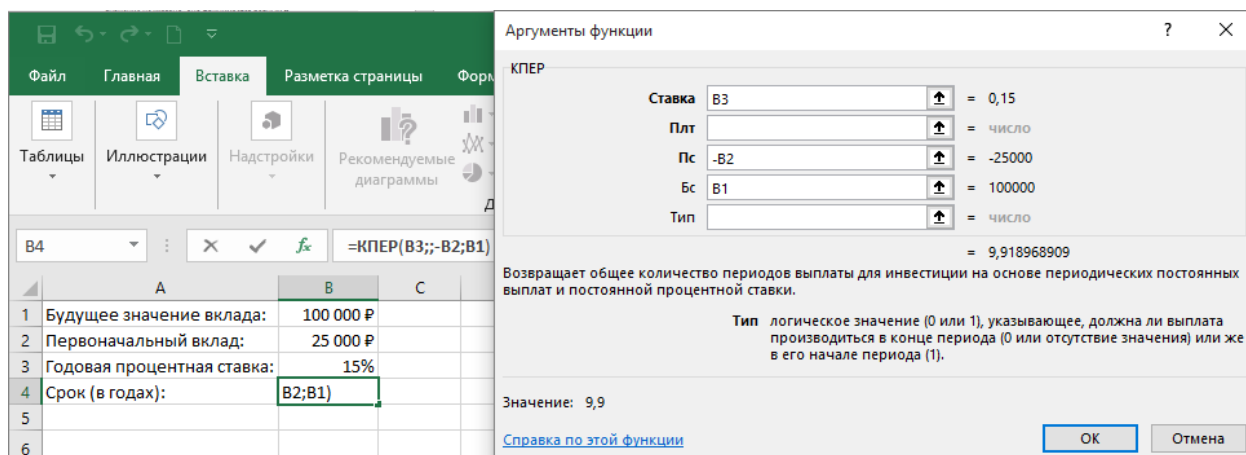 Файл Главная Вставка Разметка страницы Форм
Таблицы Иллюстрации Надстройки Рекомендуемые диаграммы
B4 fx =КПЕР(B3;;-B2;B1)
A B C
1 Будущее значение вклада: 100 000 ₽
2 Первоначальный вклад: 25 000 ₽
3 Годовая процентная ставка: 15%
4 Срок (в годах): B2;B1)
5
6
Аргументы функции ? ×
КПЕР
Ставка B3 = 0,15
Плт = число
Пс -B2 = -25000
Бс B1 = 100000
Тип = число
= 9,918968909
Возвращает общее количество периодов выплаты для инвестиции на основе периодических постоянных
выплат и постоянной процентной ставки.
Тип логическое значение (0 или 1), указывающее, должна ли выплата
производиться в конце периода (0 или отсутствие значения) или же
в его начале периода (1).
Значение: 9,9
Справка по этой функции ОК Отмена